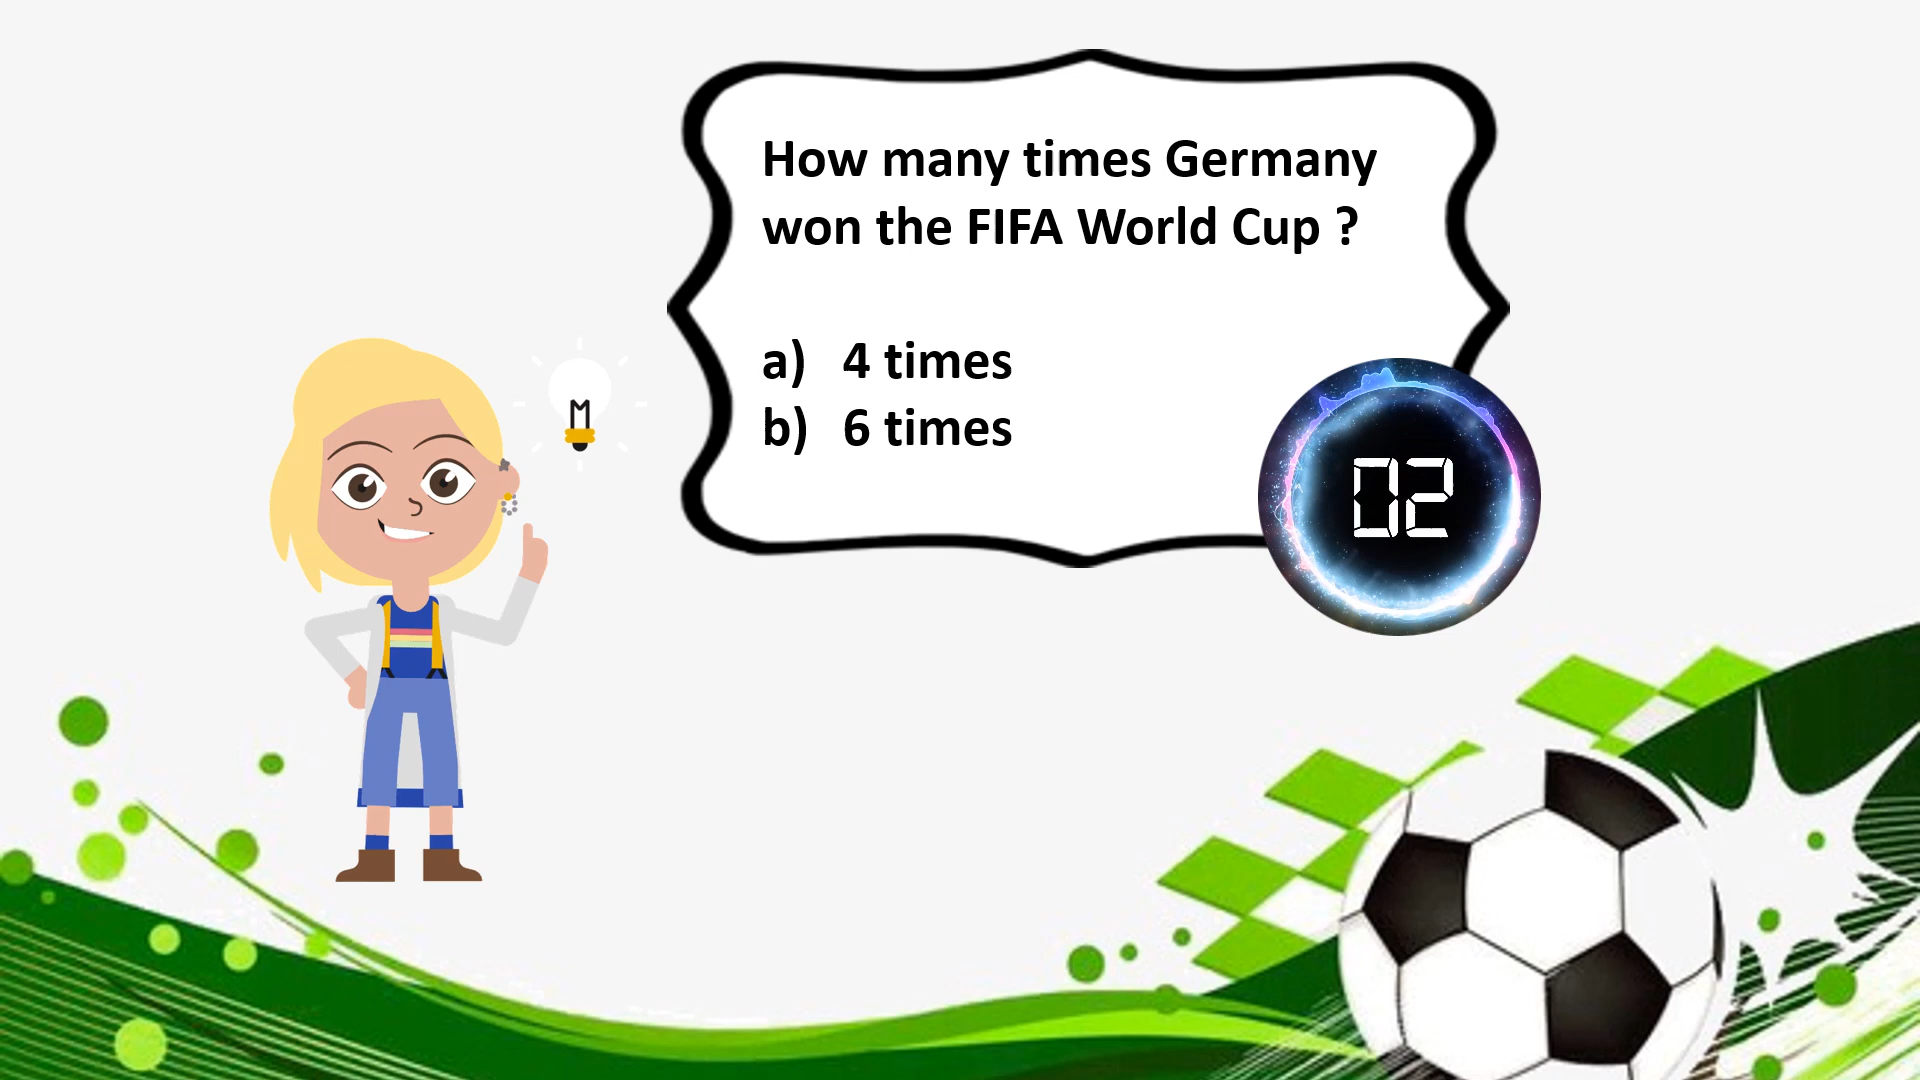 How many times Germany
won the FIFA World Cup ?
a) 4 times
b) 6 times
02